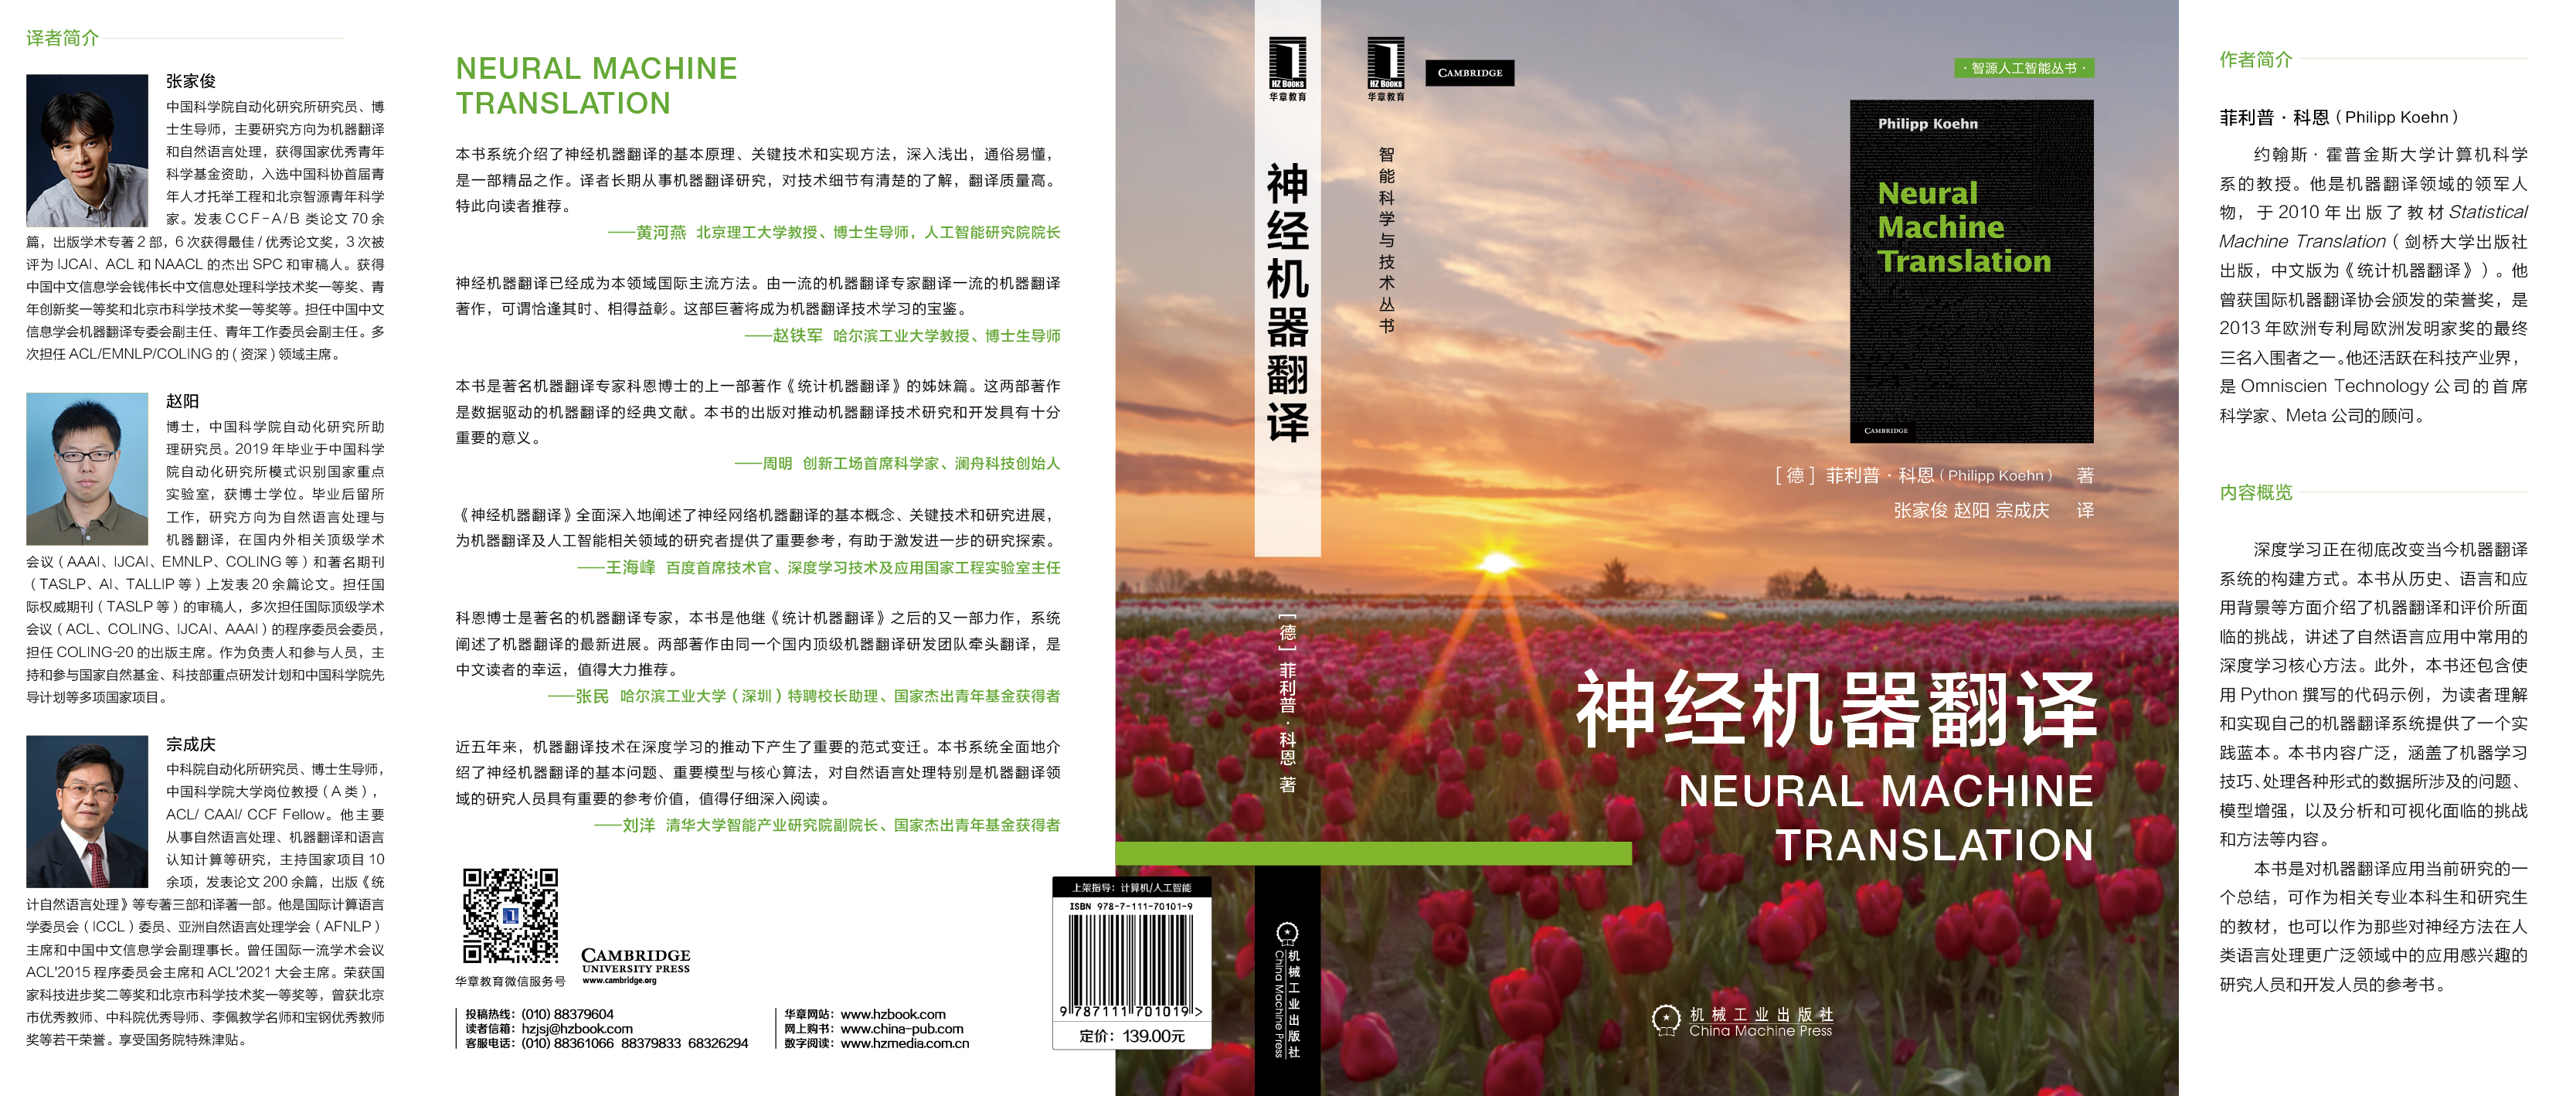 译者简介
张家俊
中国科学院自动化研究所研究员、博
士生导师，主要研究方向为机器翻译
和自然语言处理，获得国家优秀青年
科学基金资助，入选中国科协首届青
年人才托举工程和北京智源青年科学
家。发表CCF-A/B 类论文70余
篇，出版学术专著2部，6次获得最佳/优秀论文奖，3次被
评为IJCAI、ACL和NAACL的杰出SPC和审稿人。获得
中国中文信息学会钱伟长中文信息处理科学技术奖一等奖、青
年创新奖一等奖和北京市科学技术奖一等奖等。担任中国中文
信息学会机器翻译专委会副主任、青年工作委员会副主任。多
次担任ACL/EMNLP/COLING的（资深）领域主席。
赵阳
博士，中国科学院自动化研究所助
理研究员。2019年毕业于中国科学
院自动化研究所模式识别国家重点
实验室，获博士学位。毕业后留所
工作，研究方向为自然语言处理与
机器翻译，在国内外相关顶级学术
会议（AAAI、IJCAI、EMNLP、COLING等）和著名期刊
（TASLP、AI、TALLIP等）上发表20余篇论文。担任国
际权威期刊（TASLP等）的审稿人，多次担任国际顶级学术
会议（ACL、COLING、IJCAI、AAAI）的程序委员会委员，
担任COLING-20的出版主席。作为负责人和参与人员，主
持和参与国家自然基金、科技部重点研发计划和中国科学院先
导计划等多项国家项目。
宗成庆
中科院自动化所研究员、博士生导师，
中国科学院大学岗位教授（A类），
ACL/ CAAI/ CCF Fellow。他主要
从事自然语言处理、机器翻译和语言
认知计算等研究，主持国家项目10
余项，发表论文200余篇，出版《统
计自然语言处理》等专著三部和译著一部。他是国际计算语言
学委员会（ICCL）委员、亚洲自然语言处理学会（AFNLP）
主席和中国中文信息学会副理事长。曾任国际一流学术会议
ACL'2015程序委员会主席和ACL'2021大会主席。荣获国
家科技进步奖二等奖和北京市科学技术奖一等奖等，曾获北京
市优秀教师、中科院优秀导师、李佩教学名师和宝钢优秀教师
奖等若干荣誉。享受国务院特殊津贴。
NEURAL MACHINE
TRANSLATION
本书系统介绍了神经机器翻译的基本原理、关键技术和实现方法，深入浅出，通俗易懂，
是一部精品之作。译者长期从事机器翻译研究，对技术细节有清楚的了解，翻译质量高。
特此向读者推荐。
——黄河燕 北京理工大学教授、博士生导师，人工智能研究院院长
神经机器翻译已经成为本领域国际主流方法。由一流的机器翻译专家翻译一流的机器翻译
著作，可谓恰逢其时、相得益彰。这部巨著将成为机器翻译技术学习的宝鉴。
——赵铁军 哈尔滨工业大学教授、博士生导师
本书是著名机器翻译专家科恩博士的上一部著作《统计机器翻译》的姊妹篇。这两部著作
是数据驱动的机器翻译的经典文献。本书的出版对推动机器翻译技术研究和开发具有十分
重要的意义。
——周明 创新工场首席科学家、澜舟科技创始人
《神经机器翻译》全面深入地阐述了神经网络机器翻译的基本概念、关键技术和研究进展，
为机器翻译及人工智能相关领域的研究者提供了重要参考，有助于激发进一步的研究探索。
——王海峰 百度首席技术官、深度学习技术及应用国家工程实验室主任
科恩博士是著名的机器翻译专家，本书是他继《统计机器翻译》之后的又一部力作，系统
阐述了机器翻译的最新进展。两部著作由同一个国内顶级机器翻译研发团队牵头翻译，是
中文读者的幸运，值得大力推荐。
——张民 哈尔滨工业大学（深圳）特聘校长助理、国家杰出青年基金获得者
近五年来，机器翻译技术在深度学习的推动下产生了重要的范式变迁。本书系统全面地介
绍了神经机器翻译的基本问题、重要模型与核心算法，对自然语言处理特别是机器翻译领
域的研究人员具有重要的参考价值，值得仔细深入阅读。
——刘洋 清华大学智能产业研究院副院长、国家杰出青年基金获得者
华章教育微信服务号
CAMBRIDGE
UNIVERSITY PRESS
www.cambridge.org
投稿热线：(010) 88379604
读者信箱：hzjsj@hzbook.com
客服电话：(010) 88361066 88379833 68326294
华章网站：www.hzbook.com
网上购书：www.china-pub.com
数字阅读：www.hzmedia.com.cn
上架指导：计算机/人工智能
ISBN 978-7-111-70101-9
9 787111 701019 >
定价：139.00元
HZ BOOKS
华章教育
神经机器翻译
[德] 菲利普·科恩 著
机械工业出版社
China Machine Press
HZ BOOKS
华章教育
CAMBRIDGE
智能科学与技术丛书
·智源人工智能丛书·
Philipp Koehn
Neural
Machine
Translation
CAMBRIDGE
［德］菲利普·科恩（Philipp Koehn） 著
张家俊 赵阳 宗成庆 译
神经机器翻译
NEURAL MACHINE
TRANSLATION
机械工业出版社
China Machine Press
作者简介
菲利普·科恩（Philipp Koehn）
约翰斯·霍普金斯大学计算机科学
系的教授。他是机器翻译领域的领军人
物，于2010年出版了教材Statistical
Machine Translation（剑桥大学出版社
出版，中文版为《统计机器翻译》）。他
曾获国际机器翻译协会颁发的荣誉奖，是
2013年欧洲专利局欧洲发明家奖的最终
三名入围者之一。他还活跃在科技产业界，
是Omniscien Technology公司的首席
科学家、Meta公司的顾问。
内容概览
深度学习正在彻底改变当今机器翻译
系统的构建方式。本书从历史、语言和应
用背景等方面介绍了机器翻译和评价所面
临的挑战，讲述了自然语言应用中常用的
深度学习核心方法。此外，本书还包含使
用Python撰写的代码示例，为读者理解
和实现自己的机器翻译系统提供了一个实
践蓝本。本书内容广泛，涵盖了机器学习
技巧、处理各种形式的数据所涉及的问题、
模型增强，以及分析和可视化面临的挑战
和方法等内容。
本书是对机器翻译应用当前研究的一
个总结，可作为相关专业本科生和研究生
的教材，也可以作为那些对神经方法在人
类语言处理更广泛领域中的应用感兴趣的
研究人员和开发人员的参考书。